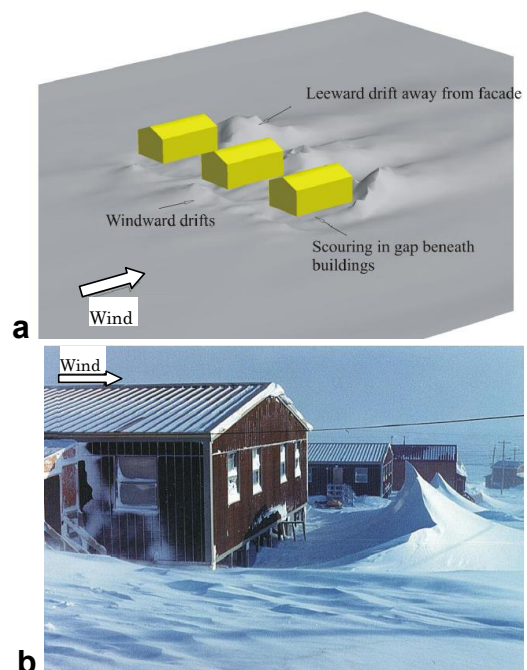 Leeward drift away from facade
Windward drifts
Scouring in gap beneath
buildings
Wind
a
Wind
b